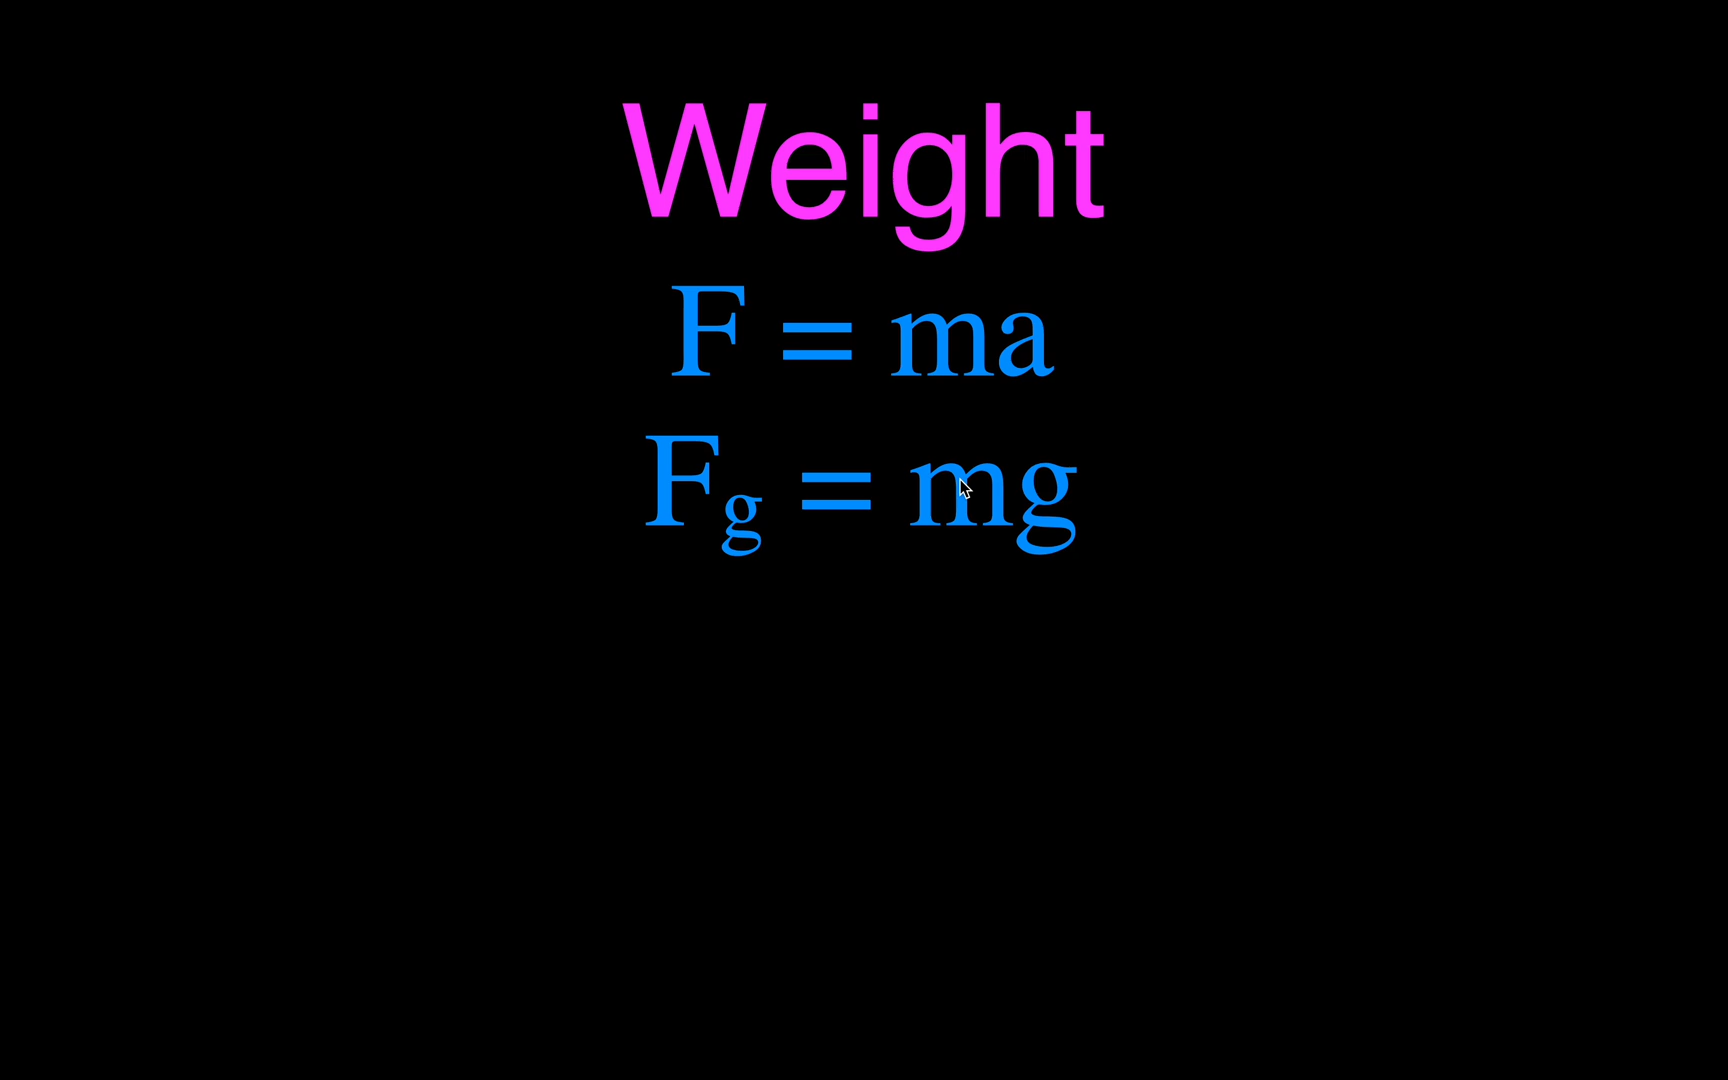 Weight
F = ma
Fg = mg